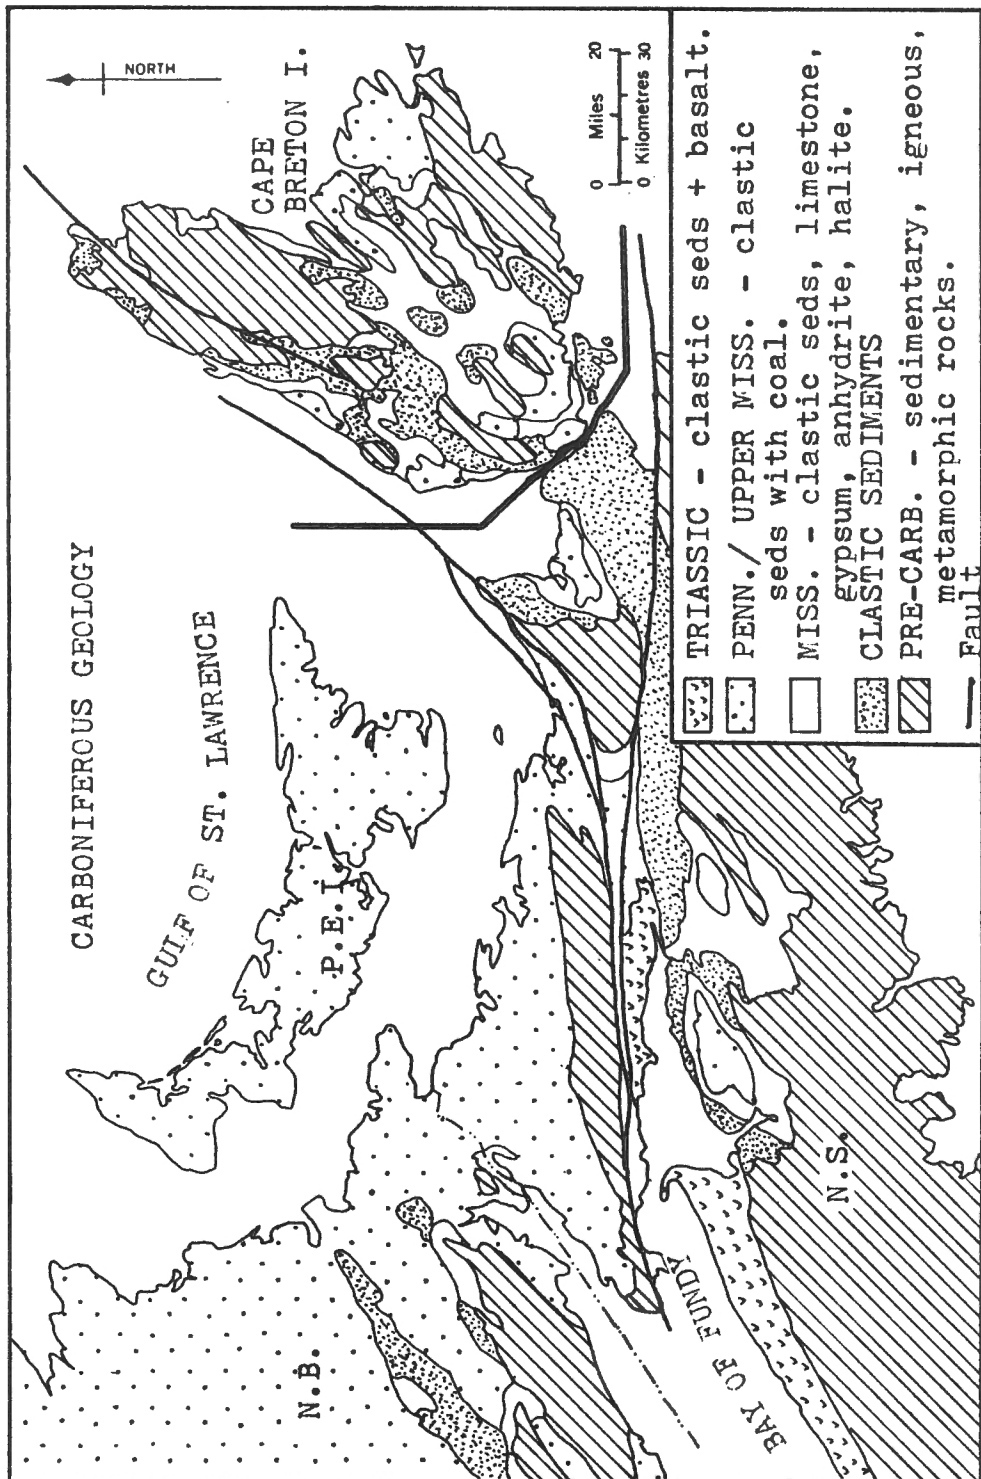 CARBONIFEROUS GEOLOGY
GULF OF ST. LAWRENCE
P.E.I.
N.B.
BAY OF FUNDY
N.S.
CAPE
BRETON I.
NORTH
Miles
0 20
0 30
Kilometres
TRIASSIC - clastic seds + basalt.
PENN./ UPPER MISS. - clastic
seds with coal.
MISS. - clastic seds, limestone,
gypsum, anhydrite, halite.
CLASTIC SEDIMENTS
PRE-CARB. - sedimentary, igneous,
metamorphic rocks.
Fault